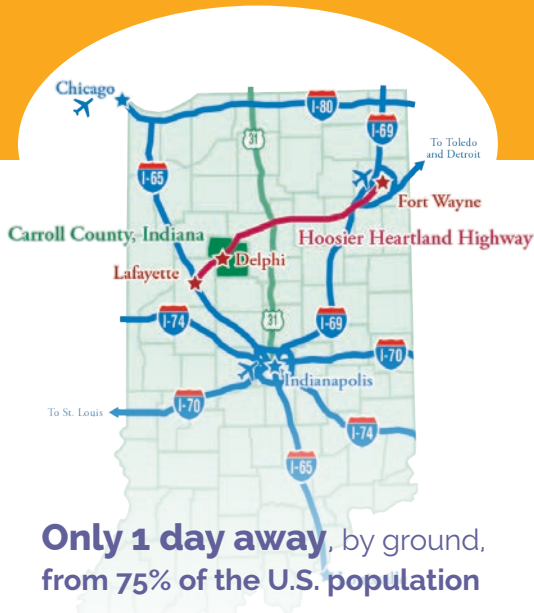 Chicago
I-80
31
I-69
To Toledo
and Detroit
I-65
Fort Wayne
Carroll County, Indiana
Hoosier Heartland Highway
Delphi
Lafayette
I-74
31
I-69
I-70
Indianapolis
I-70
To St. Louis
I-74
I-65
Only 1 day away, by ground,
from 75% of the U.S. population